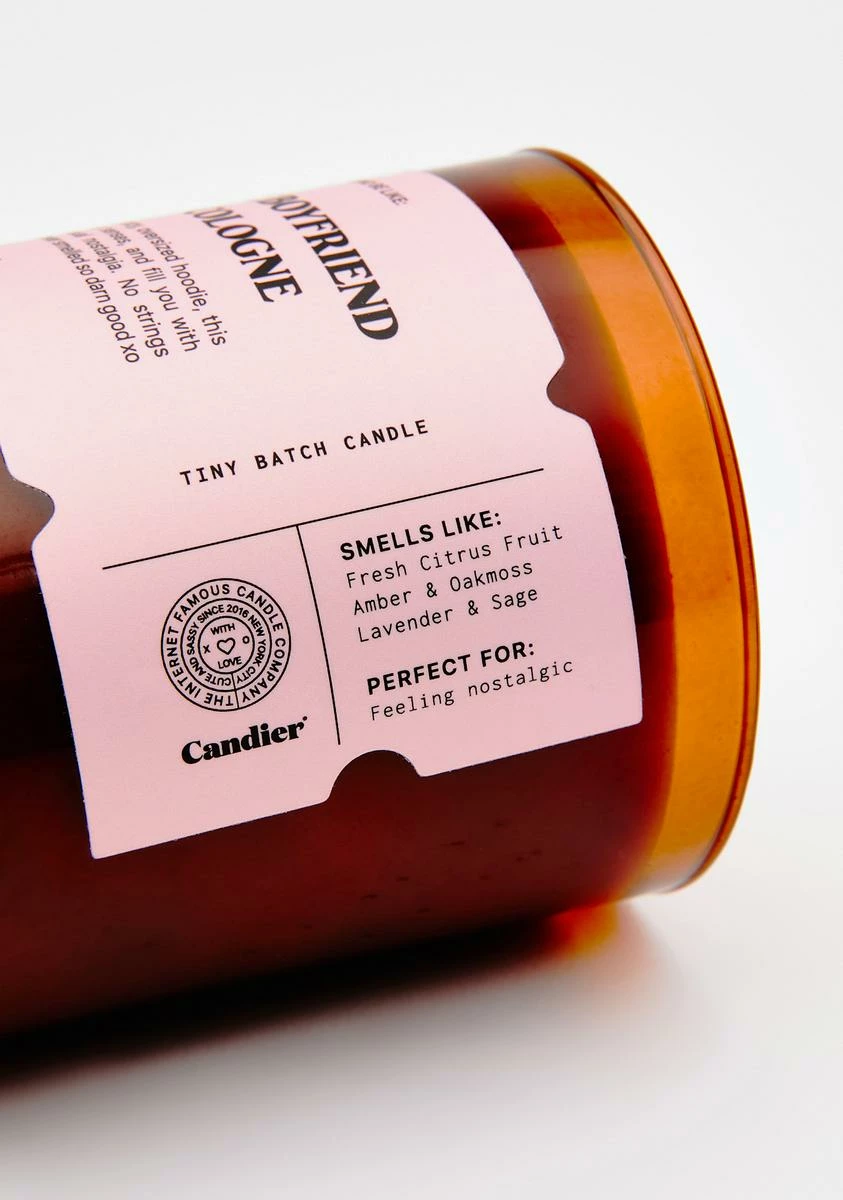 BE LIKE:
BOYFRIEND
COLOGNE
oversized hoodie, this
and fill you with
nostalgia. No strings
smelled so darn good xo
TINY BATCH CANDLE
SMELLS LIKE:
Fresh Citrus Fruit
Amber & Oakmoss
Lavender & Sage
PERFECT FOR:
Feeling nostalgic
THE INTERNET FAMOUS CANDLE COMPANY
CUTE AND SASSY SINCE 2016 NEW YORK CITY
WITH
X O
LOVE
Candier